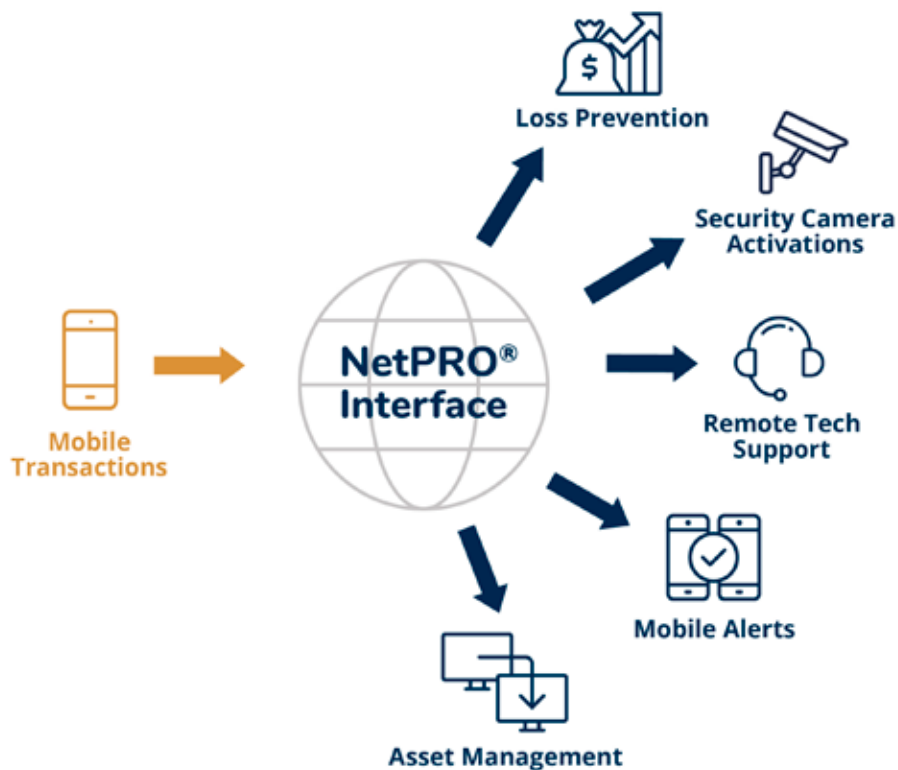 $
Loss Prevention
Security Camera
Activations
NetPRO®
Interface
Mobile
Transactions
Remote Tech
Support
Mobile Alerts
Asset Management